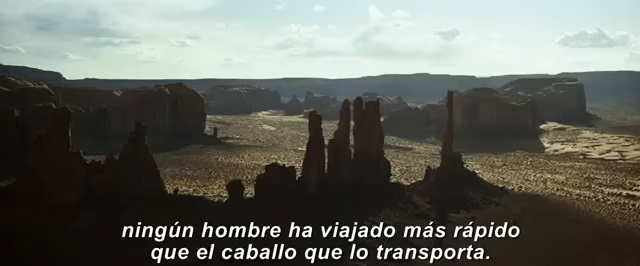 ningún hombre ha viajado más rápido
que el caballo que lo transporta.